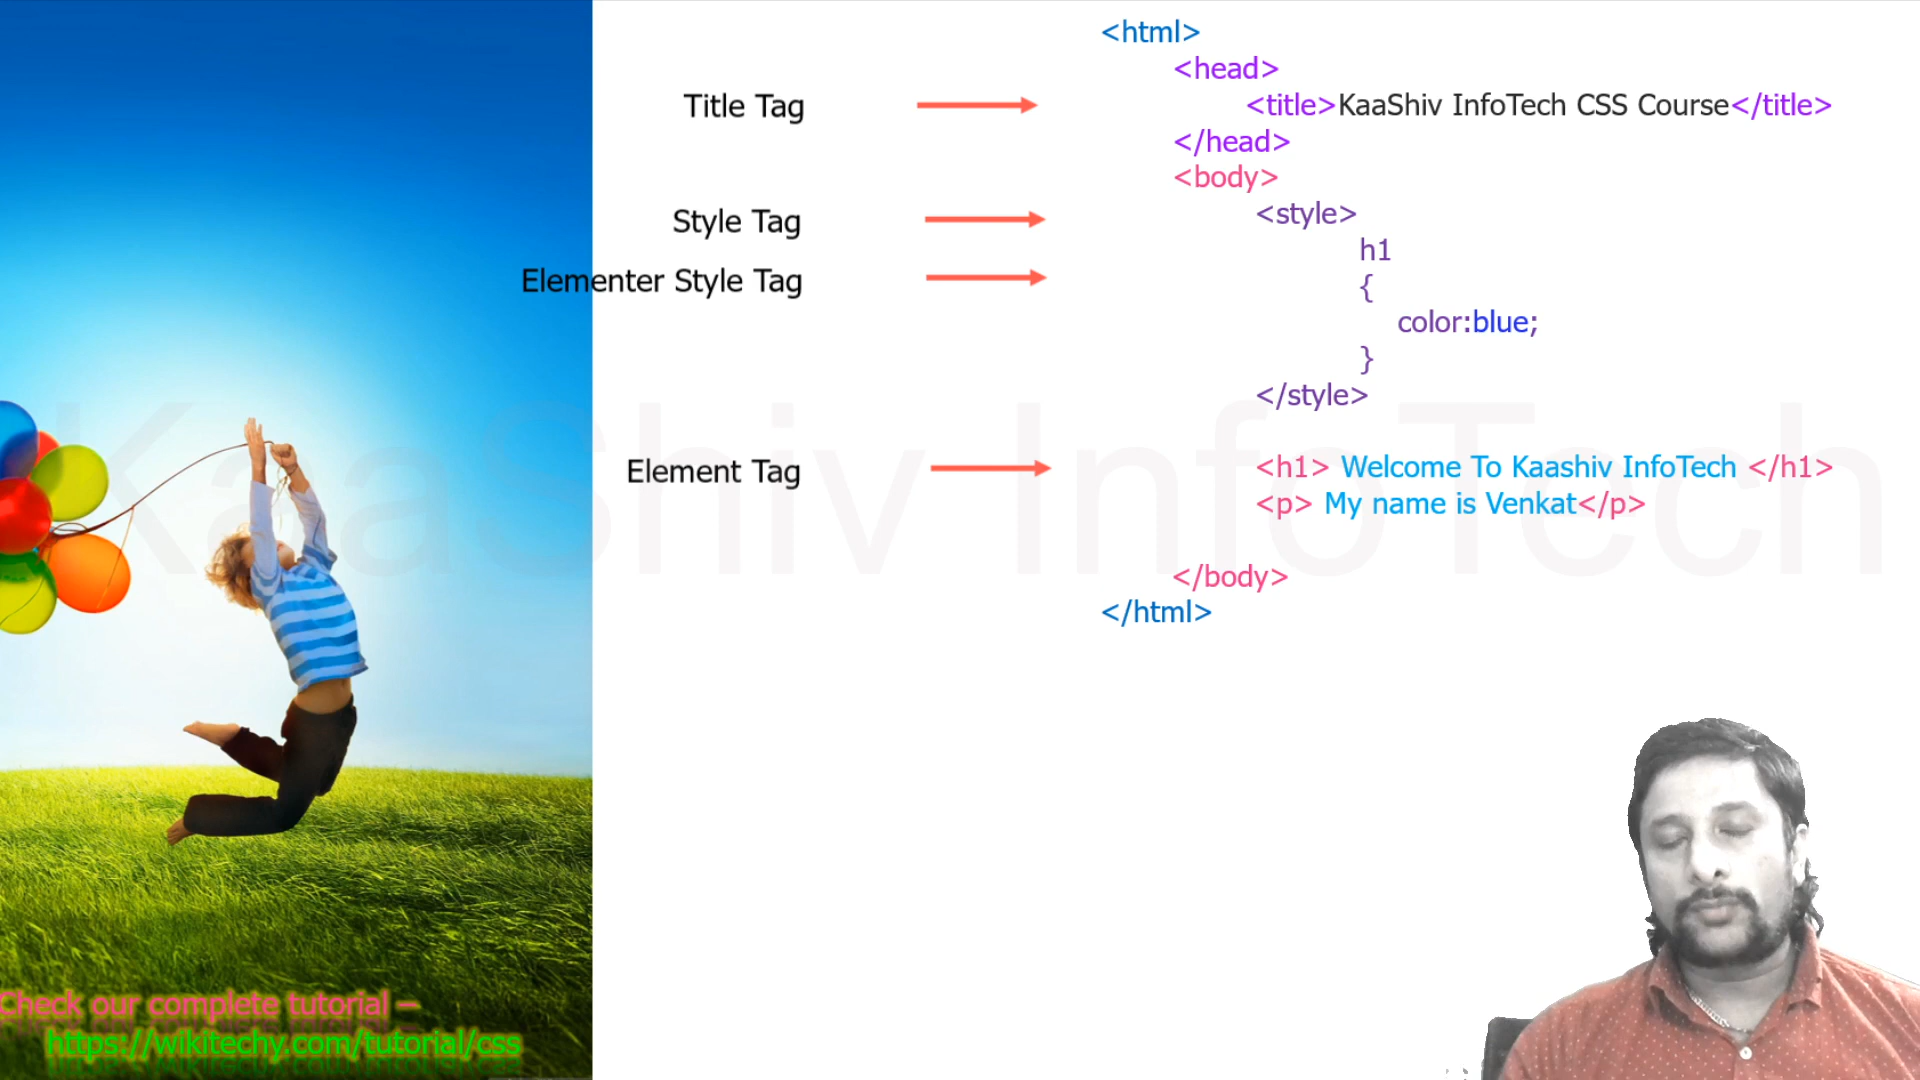 <html>
<head>
Title Tag
<title>KaaShiv InfoTech CSS Course</title>
</head>
<body>
Style Tag
<style>
h1
Elementer Style Tag
{
color:blue;
}
</style>
Element Tag
<h1> Welcome To Kaashiv InfoTech </h1>
<p> My name is Venkat</p>
</body>
</html>
KaaShiv InfoTech
Check our complete tutorial –
https://wikitechy.com/tutorial/css